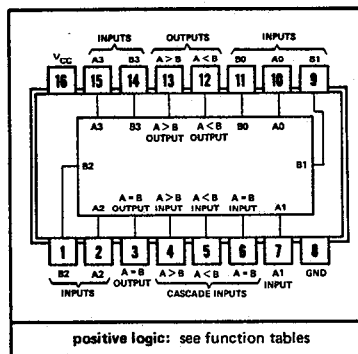 INPUTS OUTPUTS INPUTS
VCC A3 B3 A>B A<B B0 A0 B1
16 15 14 13 12 11 10 9
A3 B3 A>B A<B B0 A0
OUTPUT OUTPUT
B2 B1
A=B A>B A<B A=B
A2 OUTPUT INPUT INPUT INPUT A1
1 2 3 4 5 6 7 8
B2 A2 A=B A>B A<B A=B A1 GND
INPUTS OUTPUT CASCADE INPUTS INPUT
positive logic: see function tables